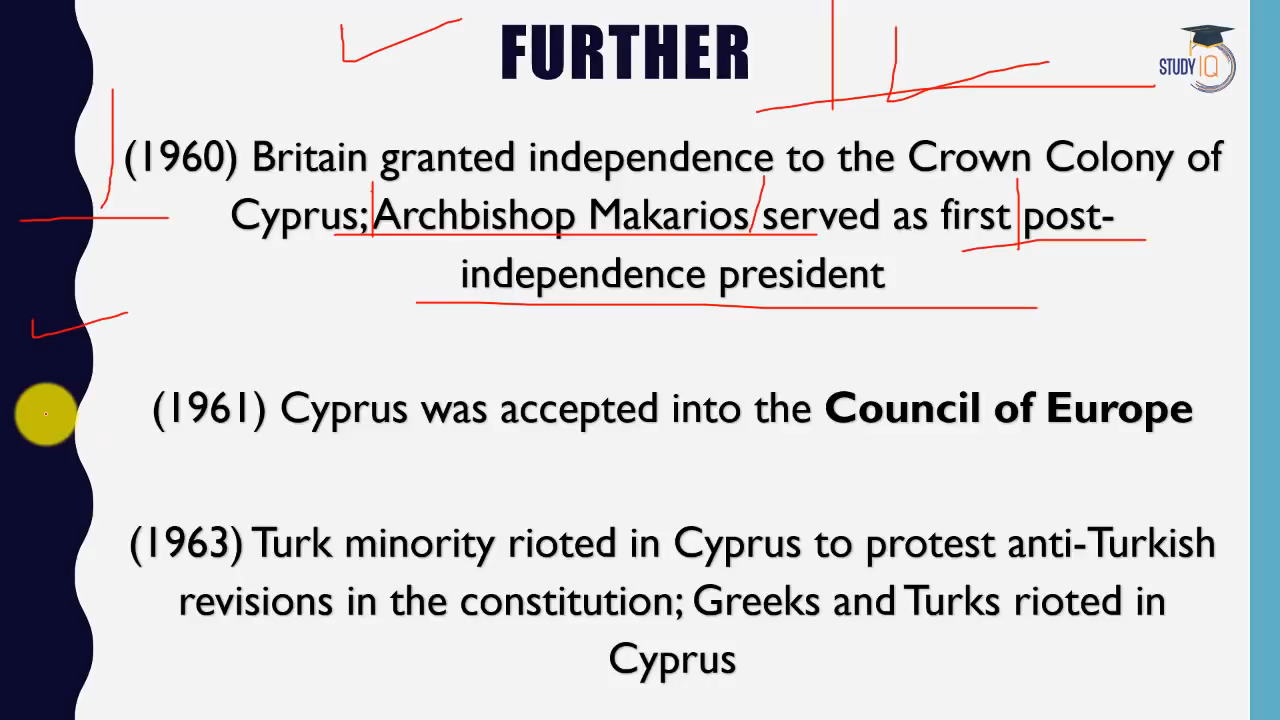 FURTHER
STUDY IQ
(1960) Britain granted independence to the Crown Colony of
Cyprus; Archbishop Makarios served as first post-
independence president
(1961) Cyprus was accepted into the Council of Europe
(1963) Turk minority rioted in Cyprus to protest anti-Turkish
revisions in the constitution; Greeks and Turks rioted in
Cyprus